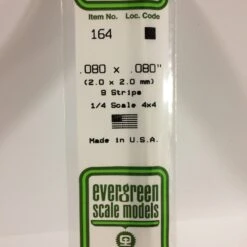 Item No. Loc. Code
164
.080 x .080"
(2.0 x 2.0 mm)
9 Strips
1/4 Scale 4x4
Made in U.S.A.
evergreen
scale models